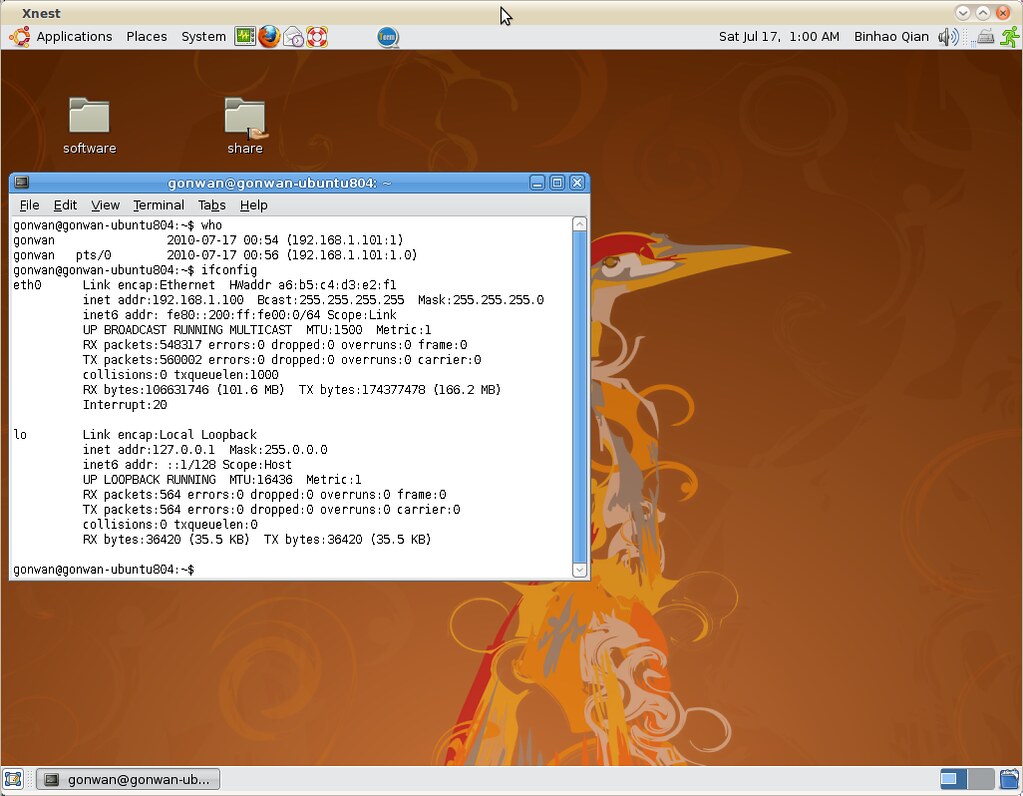 Xnest
Applications Places System Sat Jul 17, 1:00 AM Binhao Qian
software
share
gonwan@gonwan-ubuntu804: ~
File Edit View Terminal Tabs Help
gonwan@gonwan-ubuntu804:~$ who
gonwan                2010-07-17 00:54 (192.168.1.101:1)
gonwan   pts/0        2010-07-17 00:56 (192.168.1.101:1.0)
gonwan@gonwan-ubuntu804:~$ ifconfig
eth0      Link encap:Ethernet  HWaddr a6:b5:c4:d3:e2:f1
          inet addr:192.168.1.100  Bcast:255.255.255.255  Mask:255.255.255.0
          inet6 addr: fe80::200:ff:fe00:0/64 Scope:Link
          UP BROADCAST RUNNING MULTICAST  MTU:1500  Metric:1
          RX packets:548317 errors:0 dropped:0 overruns:0 frame:0
          TX packets:560002 errors:0 dropped:0 overruns:0 carrier:0
          collisions:0 txqueuelen:1000
          RX bytes:106631746 (101.6 MB)  TX bytes:174377478 (166.2 MB)
          Interrupt:20
lo        Link encap:Local Loopback
          inet addr:127.0.0.1  Mask:255.0.0.0
          inet6 addr: ::1/128 Scope:Host
          UP LOOPBACK RUNNING  MTU:16436  Metric:1
          RX packets:564 errors:0 dropped:0 overruns:0 frame:0
          TX packets:564 errors:0 dropped:0 overruns:0 carrier:0
          collisions:0 txqueuelen:0
          RX bytes:36420 (35.5 KB)  TX bytes:36420 (35.5 KB)
gonwan@gonwan-ubuntu804:~$
gonwan@gonwan-ub...